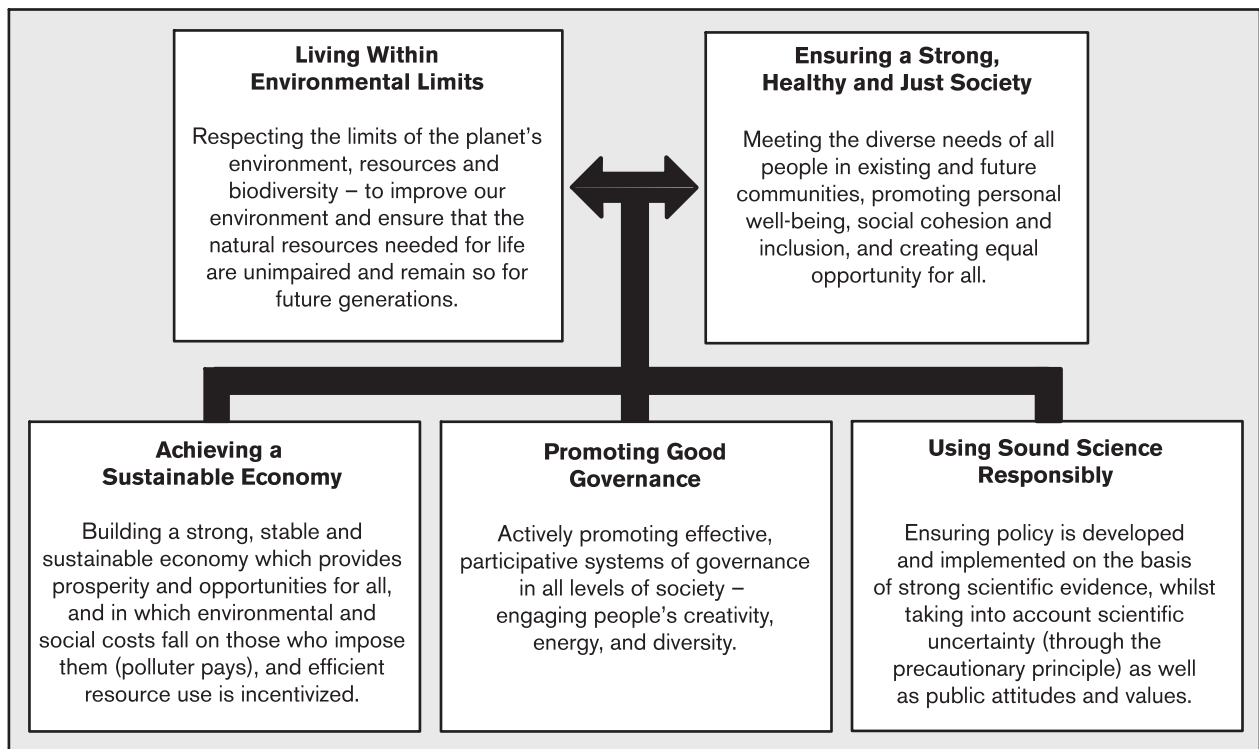 Living Within
Environmental Limits
Respecting the limits of the planet’s
environment, resources and
biodiversity – to improve our
environment and ensure that the
natural resources needed for life
are unimpaired and remain so for
future generations.
Ensuring a Strong,
Healthy and Just Society
Meeting the diverse needs of all
people in existing and future
communities, promoting personal
well-being, social cohesion and
inclusion, and creating equal
opportunity for all.
Achieving a
Sustainable Economy
Building a strong, stable and
sustainable economy which provides
prosperity and opportunities for all,
and in which environmental and
social costs fall on those who impose
them (polluter pays), and efficient
resource use is incentivized.
Promoting Good
Governance
Actively promoting effective,
participative systems of governance
in all levels of society –
engaging people’s creativity,
energy, and diversity.
Using Sound Science
Responsibly
Ensuring policy is developed
and implemented on the basis
of strong scientific evidence, whilst
taking into account scientific
uncertainty (through the
precautionary principle) as well
as public attitudes and values.